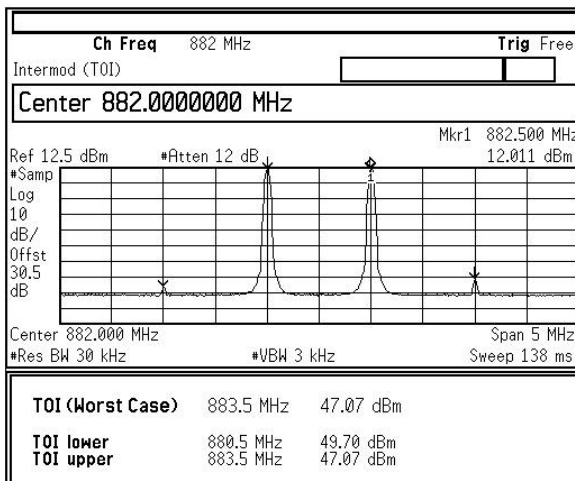 Ch Freq 882 MHz Trig Free
Intermod (TOI)
Center 882.0000000 MHz
Mkr1 882.500 MHz
Ref 12.5 dBm #Atten 12 dB 12.011 dBm
#Samp
Log
10
dB/
Offst
30.5
dB
1
Center 882.000 MHz Span 5 MHz
#Res BW 30 kHz #VBW 3 kHz Sweep 138 ms
TOI (Worst Case) 883.5 MHz 47.07 dBm
TOI lower 880.5 MHz 49.70 dBm
TOI upper 883.5 MHz 47.07 dBm